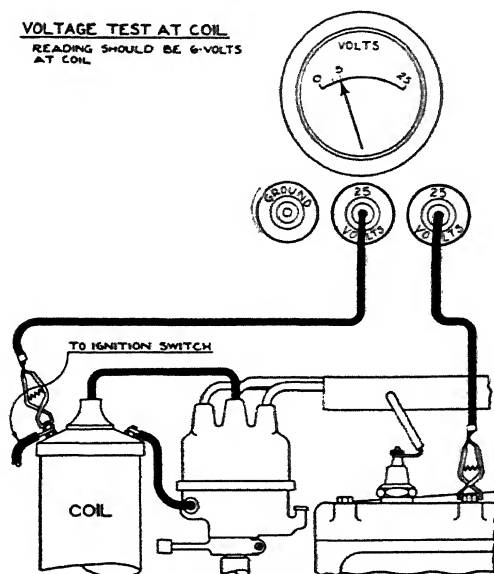 VOLTAGE TEST AT COIL
READING SHOULD BE 6-VOLTS
AT COIL
VOLTS
0 5 25
GROUND
25
VOLTS
25
VOLTS
TO IGNITION SWITCH
COIL